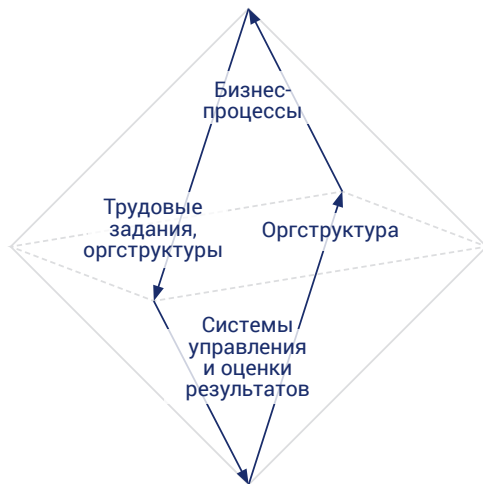 Бизнес-
процессы
Трудовые
задания,
оргструктуры
Оргструктура
Системы
управления
и оценки
результатов